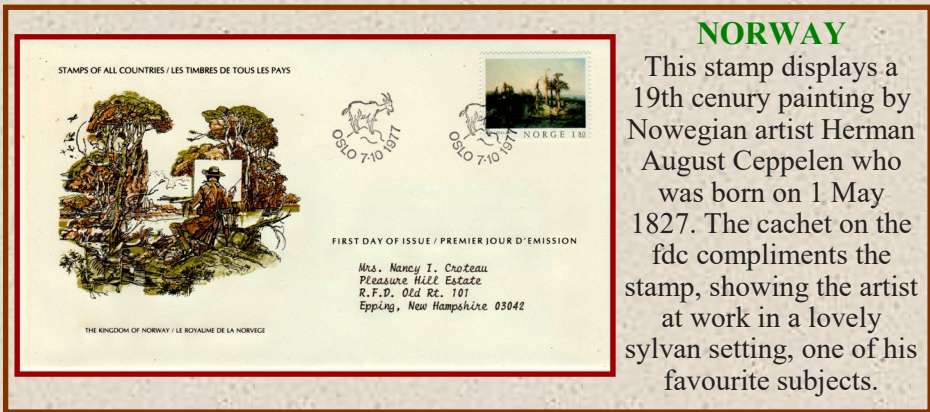 STAMPS OF ALL COUNTRIES / LES TIMBRES DE TOUS LES PAYS
OSLO 7·10 1977
OSLO 7·10 1977
NORGE 1 80
FIRST DAY OF ISSUE / PREMIER JOUR D'EMISSION
Mrs. Nancy I. Croteau
Pleasure Hill Estate
R.F.D. Old Rt. 101
Epping, New Hampshire 03042
THE KINGDOM OF NORWAY / LE ROYAUME DE LA NORVEGE
NORWAY
This stamp displays a
19th cenury painting by
Nowegian artist Herman
August Ceppelen who
was born on 1 May
1827. The cachet on the
fdc compliments the
stamp, showing the artist
at work in a lovely
sylvan setting, one of his
favourite subjects.